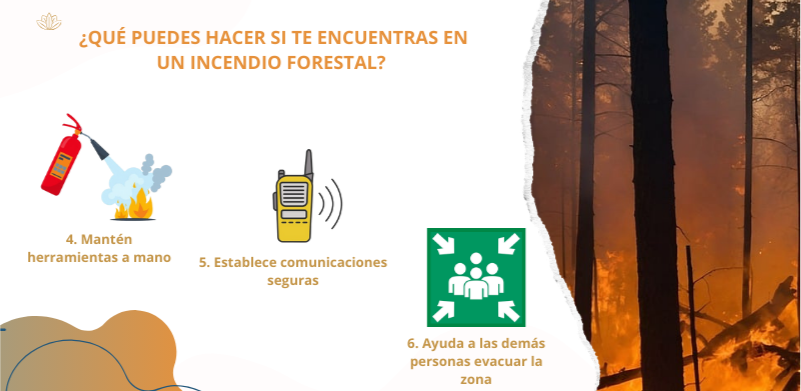 ¿QUÉ PUEDES HACER SI TE ENCUENTRAS EN
UN INCENDIO FORESTAL?
4. Mantén
herramientas a mano
5. Establece comunicaciones
seguras
6. Ayuda a las demás
personas evacuar la
zona